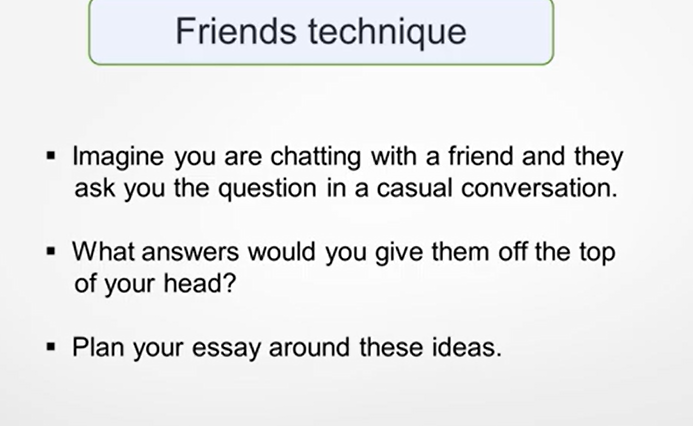 Friends technique
▪ Imagine you are chatting with a friend and they
ask you the question in a casual conversation.
▪ What answers would you give them off the top
of your head?
▪ Plan your essay around these ideas.